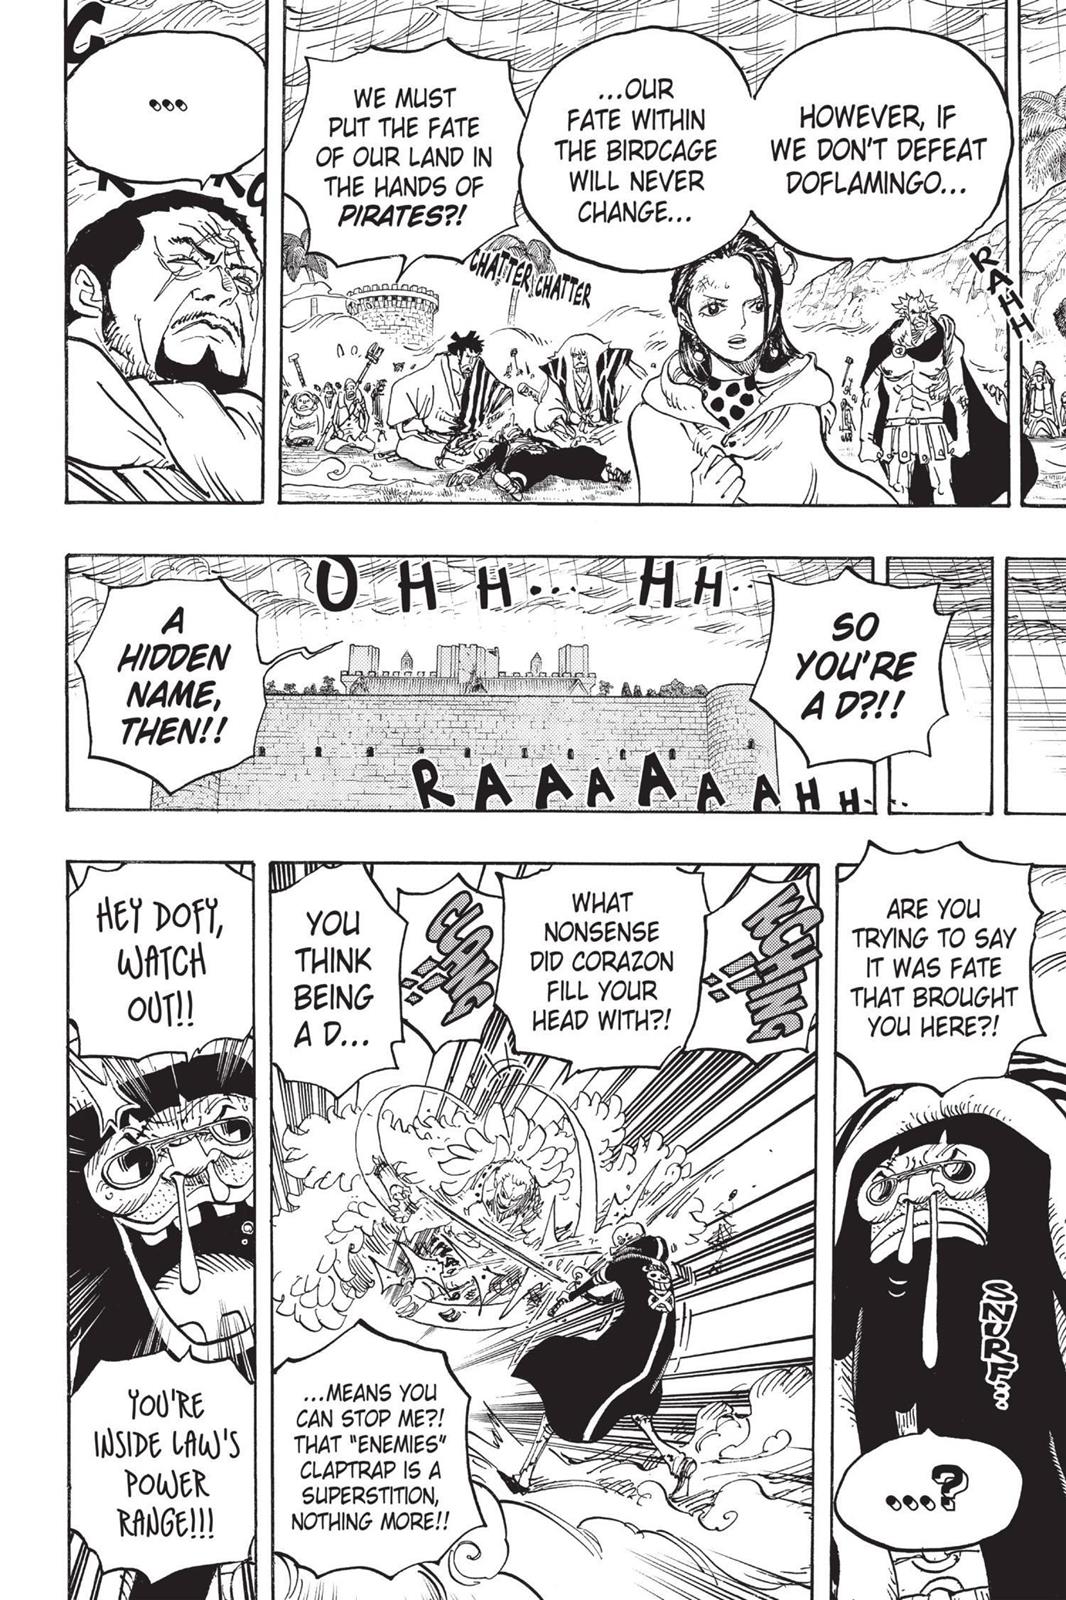 HOWEVER, IF
WE DON'T DEFEAT
DOFLAMINGO...
...OUR
FATE WITHIN
THE BIRDCAGE
WILL NEVER
CHANGE...
WE MUST
PUT THE FATE
OF OUR LAND IN
THE HANDS OF
PIRATES?!
RAHH
CHATTER CHATTER
...
OHH... HH...
SO
YOU'RE
A D?!!
A
HIDDEN
NAME,
THEN!!
RAAAAAAAHH...
ARE YOU
TRYING TO SAY
IT WAS FATE
THAT BROUGHT
YOU HERE?!
SNURF...
...?
KCHING!!
WHAT
NONSENSE
DID CORAZON
FILL YOUR
HEAD WITH?!
CLANG!!
YOU
THINK
BEING
A D...
...MEANS YOU
CAN STOP ME?!
THAT "ENEMIES"
CLAPTRAP IS A
SUPERSTITION,
NOTHING MORE!!
HEY DOFY,
WATCH
OUT!!
YOU'RE
INSIDE LAW'S
POWER
RANGE!!!